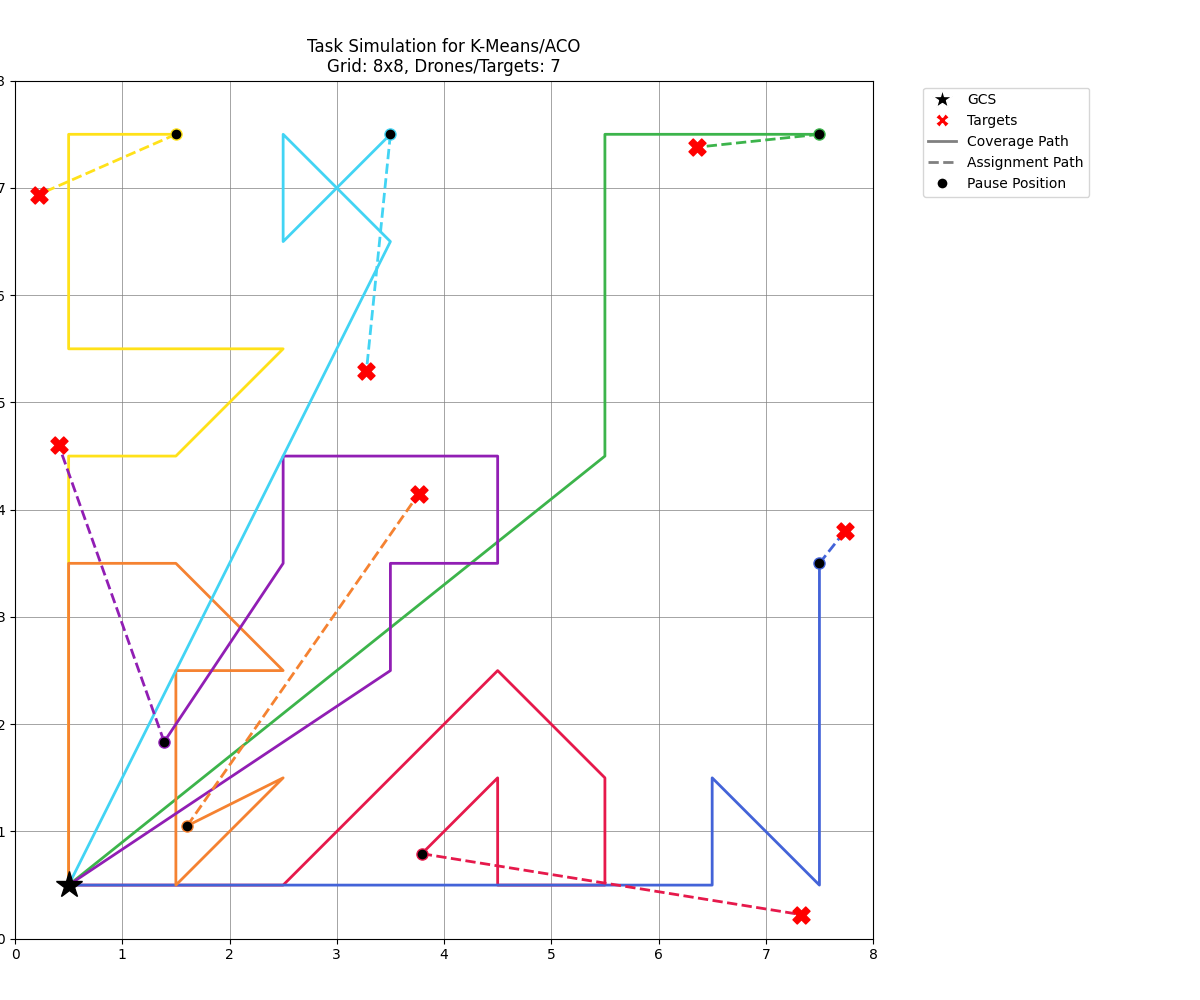 Task Simulation for K-Means/ACO
Grid: 8x8, Drones/Targets: 7
GCS
Targets
Coverage Path
Assignment Path
Pause Position
8
7
6
5
4
3
2
1
0
0 1 2 3 4 5 6 7 8